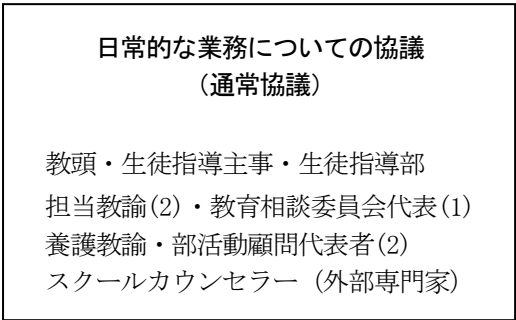 日常的な業務についての協議
（通常協議）
教頭・生徒指導主事・生徒指導部
担当教諭(2)・教育相談委員会代表(1)
養護教諭・部活動顧問代表者(2)
スクールカウンセラー（外部専門家）